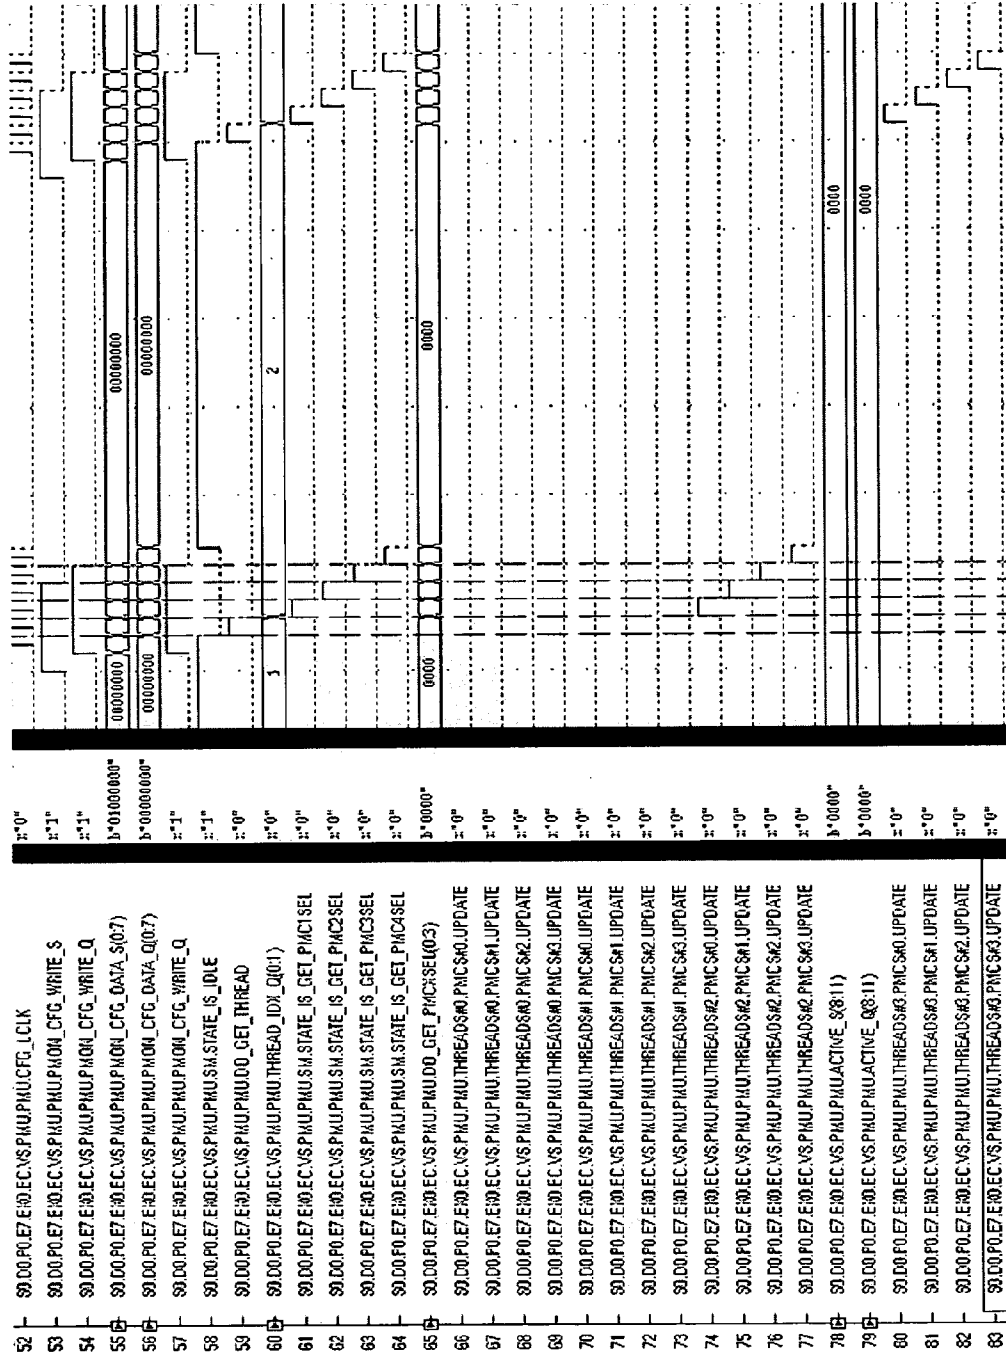 52 S0.D0.P0.E7.EX0.EC.VS.PMU.PMU.CFG_LCLK z:"0"
53 S0.D0.P0.E7.EX0.EC.VS.PMU.PMU.PMON_CFG_WRITE_S z:"1"
54 S0.D0.P0.E7.EX0.EC.VS.PMU.PMU.PMON_CFG_WRITE_Q z:"1"
55 S0.D0.P0.E7.EX0.EC.VS.PMU.PMU.PMON_CFG_DATA_S(0:7) b"01000000" 00000000 00000000
56 S0.D0.P0.E7.EX0.EC.VS.PMU.PMU.PMON_CFG_DATA_Q(0:7) b"00000000" 00000000 00000000
57 S0.D0.P0.E7.EX0.EC.VS.PMU.PMU.PMON_CFG_WRITE_Q z:"1"
58 S0.D0.P0.E7.EX0.EC.VS.PMU.PMU.SM.STATE_IS_IDLE z:"1"
59 S0.D0.P0.E7.EX0.EC.VS.PMU.PMU.DO_GET_THREAD z:"0"
60 S0.D0.P0.E7.EX0.EC.VS.PMU.PMU.THREAD_IDX_Q(0:1) z:"0" 1 2
61 S0.D0.P0.E7.EX0.EC.VS.PMU.PMU.SM.STATE_IS_GET_PMC1SEL z:"0"
62 S0.D0.P0.E7.EX0.EC.VS.PMU.PMU.SM.STATE_IS_GET_PMC2SEL z:"0"
63 S0.D0.P0.E7.EX0.EC.VS.PMU.PMU.SM.STATE_IS_GET_PMC3SEL z:"0"
64 S0.D0.P0.E7.EX0.EC.VS.PMU.PMU.SM.STATE_IS_GET_PMC4SEL z:"0"
65 S0.D0.P0.E7.EX0.EC.VS.PMU.PMU.DO_GET_PMCXSEL(0:3) b"0000" 0000 0000
66 S0.D0.P0.E7.EX0.EC.VS.PMU.PMU.THREADS#0.PMCS#0.UPDATE z:"0"
67 S0.D0.P0.E7.EX0.EC.VS.PMU.PMU.THREADS#0.PMCS#1.UPDATE z:"0"
68 S0.D0.P0.E7.EX0.EC.VS.PMU.PMU.THREADS#0.PMCS#2.UPDATE z:"0"
69 S0.D0.P0.E7.EX0.EC.VS.PMU.PMU.THREADS#0.PMCS#3.UPDATE z:"0"
70 S0.D0.P0.E7.EX0.EC.VS.PMU.PMU.THREADS#1.PMCS#0.UPDATE z:"0"
71 S0.D0.P0.E7.EX0.EC.VS.PMU.PMU.THREADS#1.PMCS#1.UPDATE z:"0"
72 S0.D0.P0.E7.EX0.EC.VS.PMU.PMU.THREADS#1.PMCS#2.UPDATE z:"0"
73 S0.D0.P0.E7.EX0.EC.VS.PMU.PMU.THREADS#1.PMCS#3.UPDATE z:"0"
74 S0.D0.P0.E7.EX0.EC.VS.PMU.PMU.THREADS#2.PMCS#0.UPDATE z:"0"
75 S0.D0.P0.E7.EX0.EC.VS.PMU.PMU.THREADS#2.PMCS#1.UPDATE z:"0"
76 S0.D0.P0.E7.EX0.EC.VS.PMU.PMU.THREADS#2.PMCS#2.UPDATE z:"0"
77 S0.D0.P0.E7.EX0.EC.VS.PMU.PMU.THREADS#2.PMCS#3.UPDATE z:"0"
78 S0.D0.P0.E7.EX0.EC.VS.PMU.PMU.ACTIVE_S(8:11) b"0000" 0000
79 S0.D0.P0.E7.EX0.EC.VS.PMU.PMU.ACTIVE_Q(8:11) b"0000" 0000
80 S0.D0.P0.E7.EX0.EC.VS.PMU.PMU.THREADS#3.PMCS#0.UPDATE z:"0"
81 S0.D0.P0.E7.EX0.EC.VS.PMU.PMU.THREADS#3.PMCS#1.UPDATE z:"0"
82 S0.D0.P0.E7.EX0.EC.VS.PMU.PMU.THREADS#3.PMCS#2.UPDATE z:"0"
83 S0.D0.P0.E7.EX0.EC.VS.PMU.PMU.THREADS#3.PMCS#3.UPDATE z:"0"